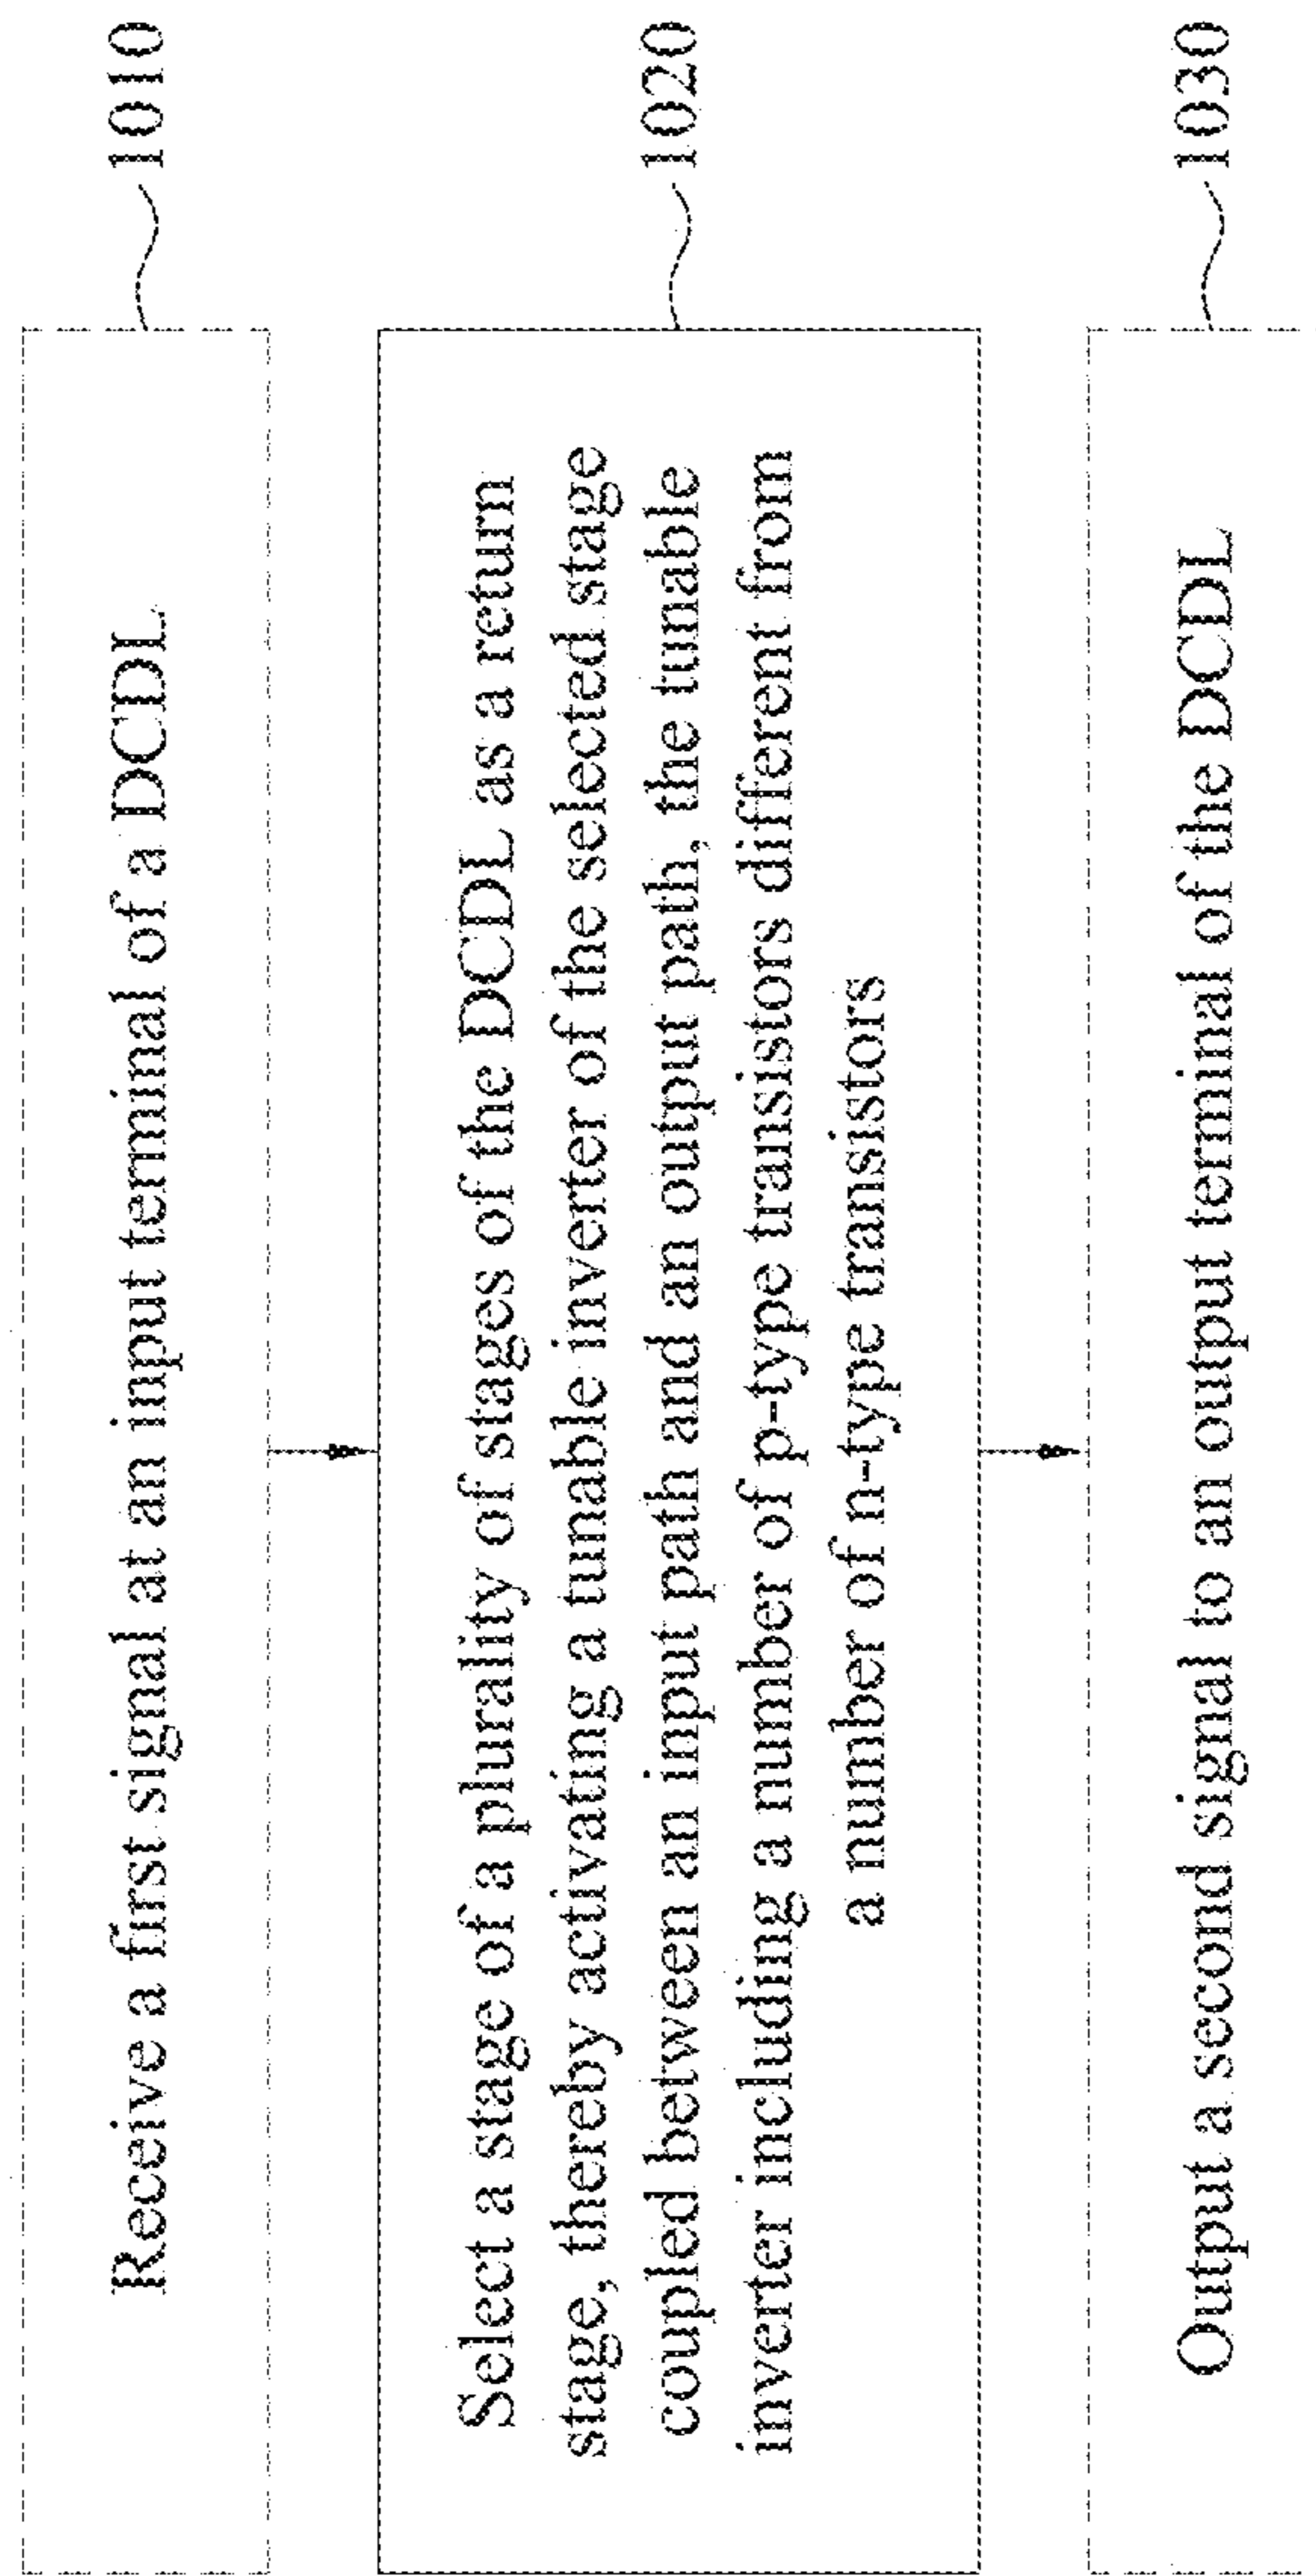 Receive a first signal at an input terminal of a DCDL
1010
Select a stage of a plurality of stages of the DCDL as a return
stage, thereby activating a tunable inverter of the selected stage
coupled between an input path and an output path, the tunable
inverter including a number of p-type transistors different from
a number of n-type transistors
1020
Output a second signal to an output terminal of the DCDL
1030